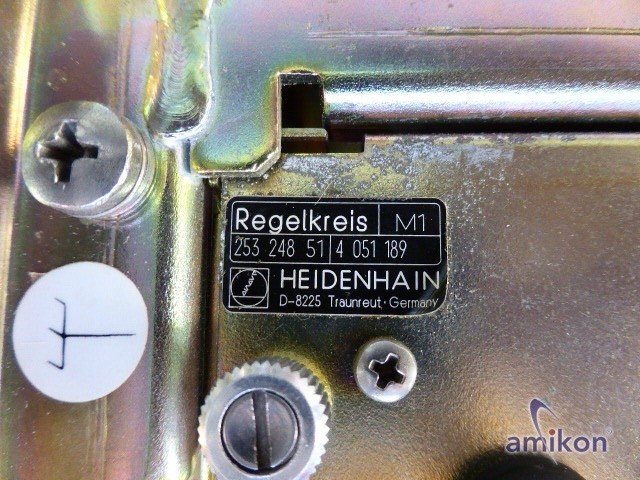 Regelkreis M1
253 248 51 4 051 189
HEIDENHAIN
D-8225 Traunreut · Germany
amikon